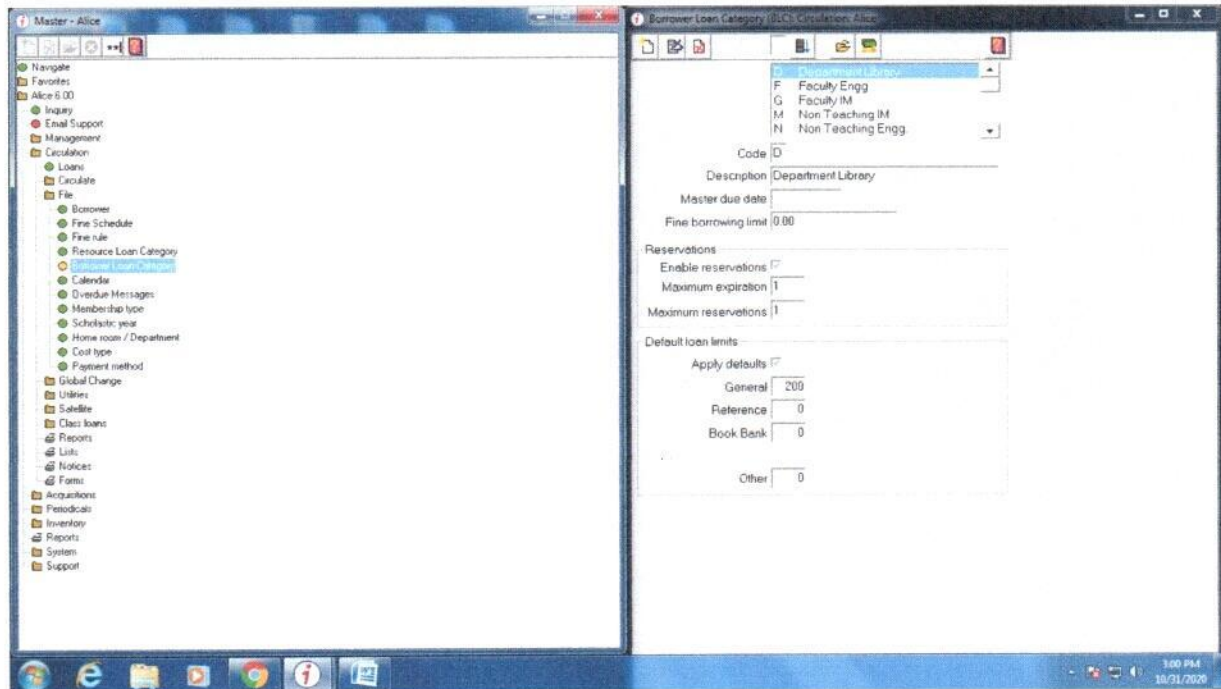 Master - Alice
Navigate
Favorites
Alice 6.00
Inquiry
Email Support
Management
Circulation
Loans
Circulate
File
Borrower
Fine Schedule
Fine rule
Resource Loan Category
Borrower Loan Category
Calendar
Overdue Messages
Membership type
Scholastic year
Home room / Department
Cost type
Payment method
Global Change
Utilities
Satellite
Class loans
Reports
Lists
Notices
Forms
Acquisitions
Periodicals
Inventory
Reports
System
Support
Borrower Loan Category (BLC): Circulation: Alice
D Department Library
F Faculty Engg
G Faculty IM
M Non Teaching IM
N Non Teaching Engg.
Code D
Description Department Library
Master due date
Fine borrowing limit 0.00
Reservations
Enable reservations
Maximum expiration 1
Maximum reservations 1
Default loan limits
Apply defaults
General 200
Reference 0
Book Bank 0
Other 0
3:00 PM
10/31/2020